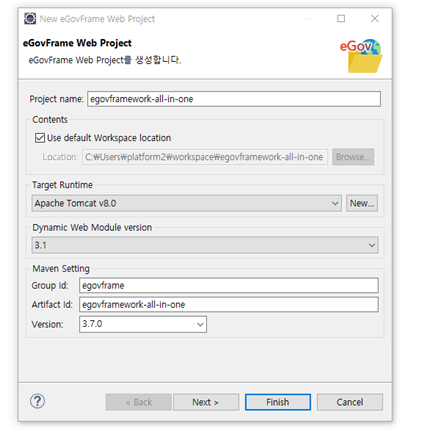 New eGovFrame Web Project
eGovFrame Web Project
eGovFrame Web Project를 생성합니다.
eGov
Project name: egovframework-all-in-one
Contents
Use default Workspace location
Location: C:₩Users₩platform2₩workspace₩egovframework-all-in-one Browse...
Target Runtime
Apache Tomcat v8.0 New...
Dynamic Web Module version
3.1
Maven Setting
Group Id: egovframe
Artifact Id: egovframework-all-in-one
Version: 3.7.0
? < Back Next > Finish Cancel